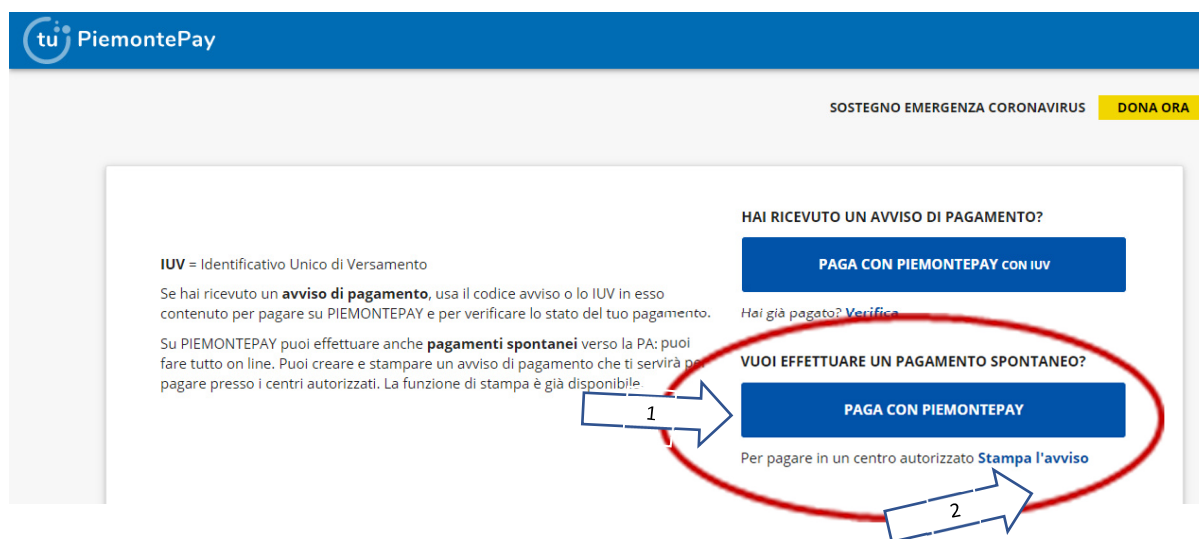 tu PiemontePay
SOSTEGNO EMERGENZA CORONAVIRUS DONA ORA
IUV = Identificativo Unico di Versamento
Se hai ricevuto un avviso di pagamento, usa il codice avviso o lo IUV in esso
contenuto per pagare su PIEMONTEPAY e per verificare lo stato del tuo pagamento.
Su PIEMONTEPAY puoi effettuare anche pagamenti spontanei verso la PA: puoi
fare tutto on line. Puoi creare e stampare un avviso di pagamento che ti servirà
pagare presso i centri autorizzati. La funzione di stampa è già disponibile.
HAI RICEVUTO UN AVVISO DI PAGAMENTO?
PAGA CON PIEMONTEPAY CON IUV
Hai già pagato? Verifica
VUOI EFFETTUARE UN PAGAMENTO SPONTANEO?
1
PAGA CON PIEMONTEPAY
Per pagare in un centro autorizzato Stampa l'avviso
2